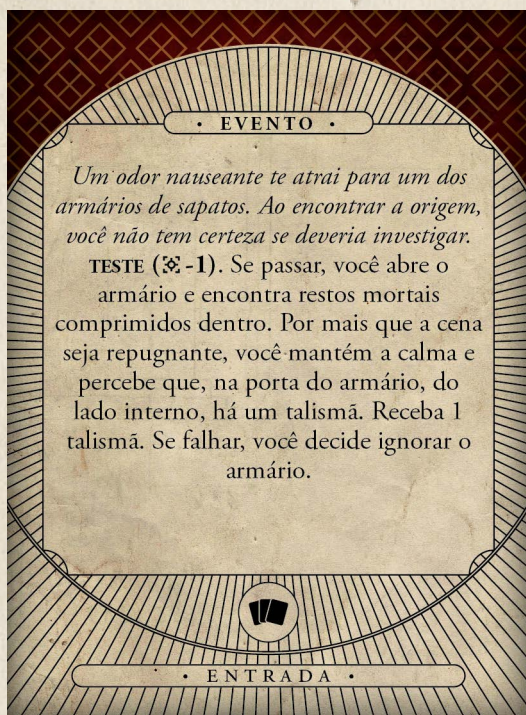 • EVENTO •
Um odor nauseante te atrai para um dos
armários de sapatos. Ao encontrar a origem,
você não tem certeza se deveria investigar.
TESTE (-1). Se passar, você abre o
armário e encontra restos mortais
comprimidos dentro. Por mais que a cena
seja repugnante, você mantém a calma e
percebe que, na porta do armário, do
lado interno, há um talismã. Receba 1
talismã. Se falhar, você decide ignorar o
armário.
• ENTRADA •